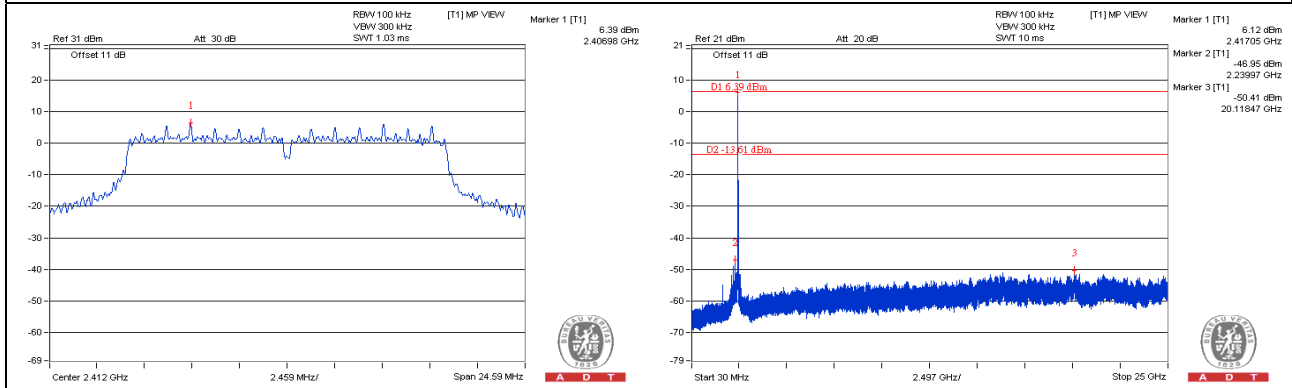 RBW 100 kHz [T1] MP VIEW
VBW 300 kHz
Ref 31 dBm Att 30 dB SWT 1.03 ms
Marker 1 [T1]
6.39 dBm
2.40698 GHz
Offset 11 dB
31
20
10
0
-10
-20
-30
-40
-50
-60
-69
1
Center 2.412 GHz 2.459 MHz/ Span 24.59 MHz
BUREAU VERITAS
1828
A D T
RBW 100 kHz [T1] MP VIEW
VBW 300 kHz
Ref 21 dBm Att 20 dB SWT 10 ms
Marker 1 [T1]
6.12 dBm
2.41705 GHz
Marker 2 [T1]
-46.95 dBm
2.23997 GHz
Marker 3 [T1]
-50.41 dBm
20.11847 GHz
Offset 11 dB
21
10
0
-10
-20
-30
-40
-50
-60
-70
-79
1
D1 6.39 dBm
D2 -13.61 dBm
2
3
Start 30 MHz 2.497 GHz/ Stop 25 GHz
BUREAU VERITAS
1828
A D T